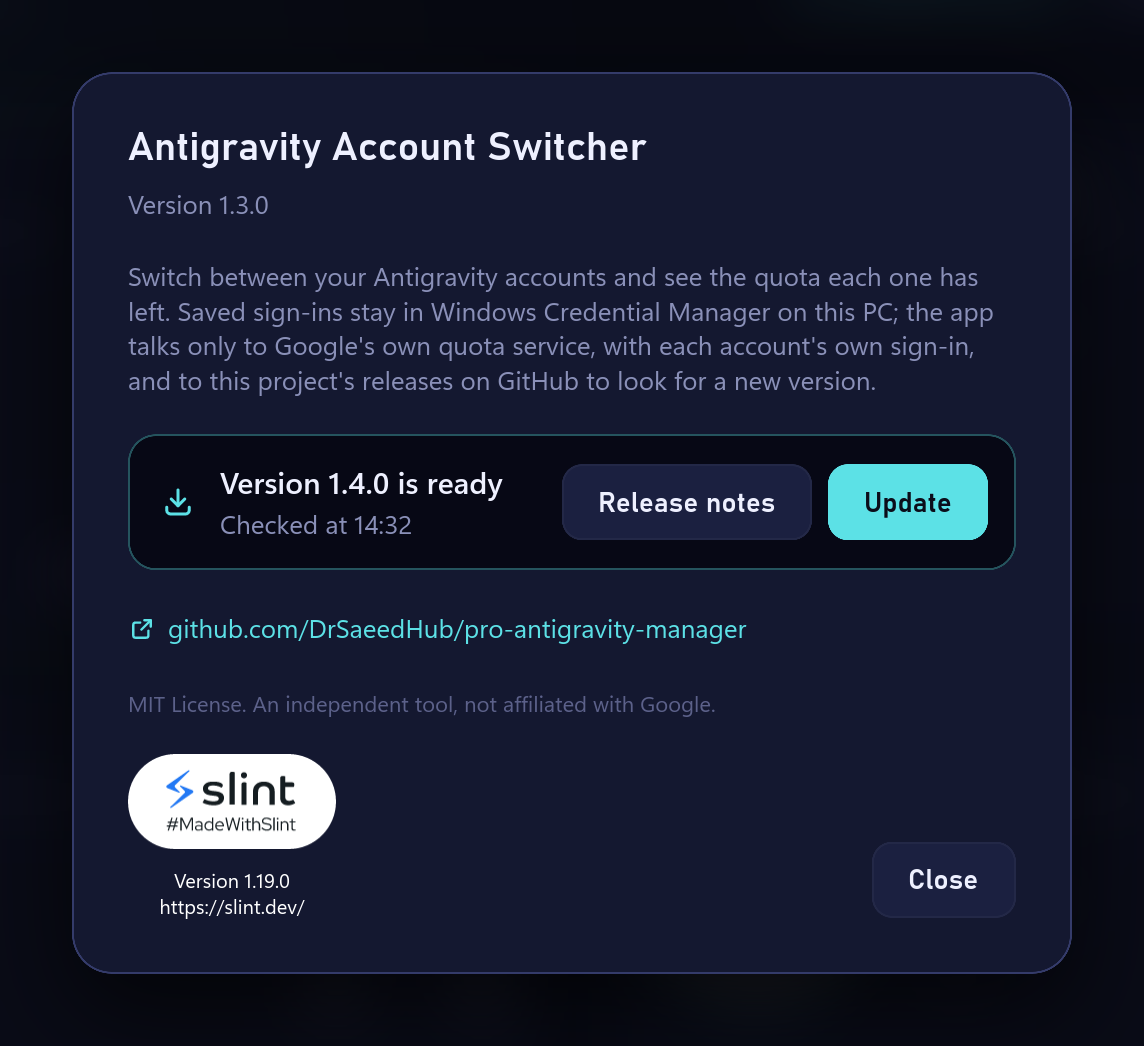 Antigravity Account Switcher
Version 1.3.0
Switch between your Antigravity accounts and see the quota each one has
left. Saved sign-ins stay in Windows Credential Manager on this PC; the app
talks only to Google's own quota service, with each account's own sign-in,
and to this project's releases on GitHub to look for a new version.
Version 1.4.0 is ready
Checked at 14:32
Release notes
Update
github.com/DrSaeedHub/pro-antigravity-manager
MIT License. An independent tool, not affiliated with Google.
slint
#MadeWithSlint
Version 1.19.0
https://slint.dev/
Close